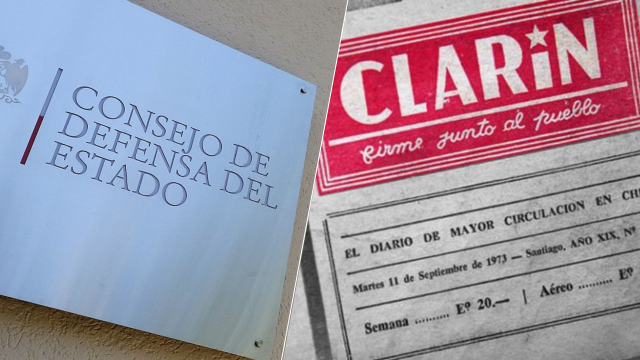 CONSEJO DE
DEFENSA DEL
ESTADO
CLARIN
firme junto al pueblo
EL DIARIO DE MAYOR CIRCULACION EN
Martes 11 de Septiembre de 1973 — Santiago, AÑO XIX, Nº
Semana .......... Eº 20.— | Aéreo .......... Eº